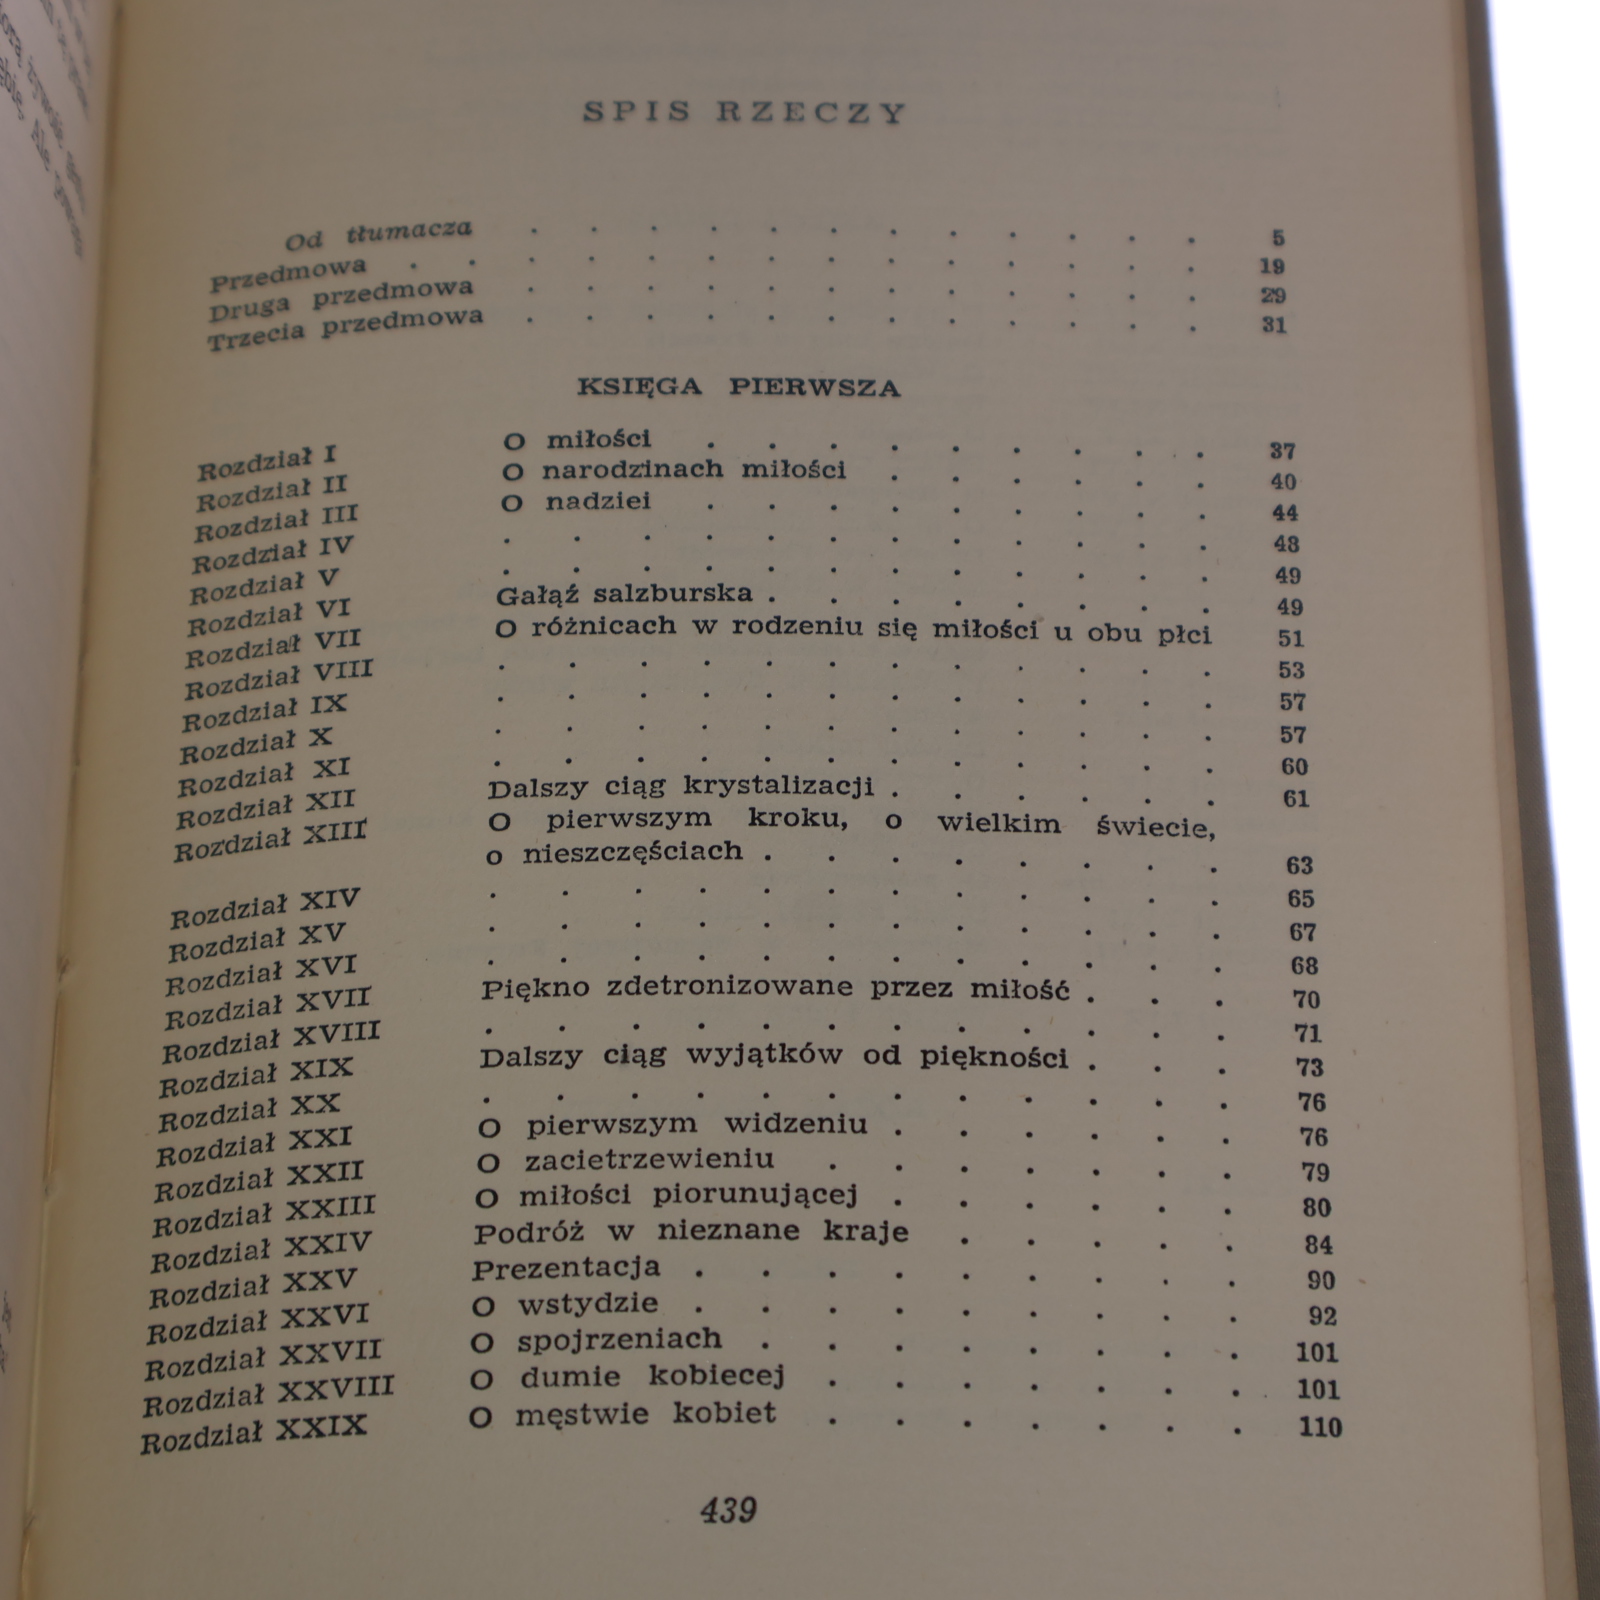 SPIS RZECZY
Od tłumacza . . . . . . . . . . . . 5
Przedmowa . . . . . . . . . . . . . . 19
Druga przedmowa . . . . . . . . . . . . 29
Trzecia przedmowa . . . . . . . . . . . . 31
KSIĘGA PIERWSZA
Rozdział I O miłości . . . . . . . . . 37
Rozdział II O narodzinach miłości . . . . . . 40
Rozdział III O nadziei . . . . . . . . . 44
Rozdział IV . . . . . . . . . . . . 48
Rozdział V . . . . . . . . . . . . 49
Rozdział VI Gałąź salzburska . . . . . . . . 49
Rozdział VII O różnicach w rodzeniu się miłości u obu płci 51
Rozdział VIII . . . . . . . . . . . . 53
Rozdział IX . . . . . . . . . . . . 57
Rozdział X . . . . . . . . . . . . 57
Rozdział XI . . . . . . . . . . . . 60
Rozdział XII Dalszy ciąg krystalizacji . . . . . . 61
Rozdział XIII O pierwszym kroku, o wielkim świecie,
o nieszczęściach . . . . . . . . 63
Rozdział XIV . . . . . . . . . . . . 65
Rozdział XV . . . . . . . . . . . . 67
Rozdział XVI . . . . . . . . . . . . 68
Rozdział XVII Piękno zdetronizowane przez miłość . . . 70
Rozdział XVIII . . . . . . . . . . . . 71
Rozdział XIX Dalszy ciąg wyjątków od piękności . . . 73
Rozdział XX . . . . . . . . . . . . 76
Rozdział XXI O pierwszym widzeniu . . . . . . 76
Rozdział XXII O zacietrzewieniu . . . . . . . 79
Rozdział XXIII O miłości piorunującej . . . . . . 80
Rozdział XXIV Podróż w nieznane kraje . . . . . 84
Rozdział XXV Prezentacja . . . . . . . . . 90
Rozdział XXVI O wstydzie . . . . . . . . . 92
Rozdział XXVII O spojrzeniach . . . . . . . . 101
Rozdział XXVIII O dumie kobiecej . . . . . . . 101
Rozdział XXIX O męstwie kobiet . . . . . . . 110
439